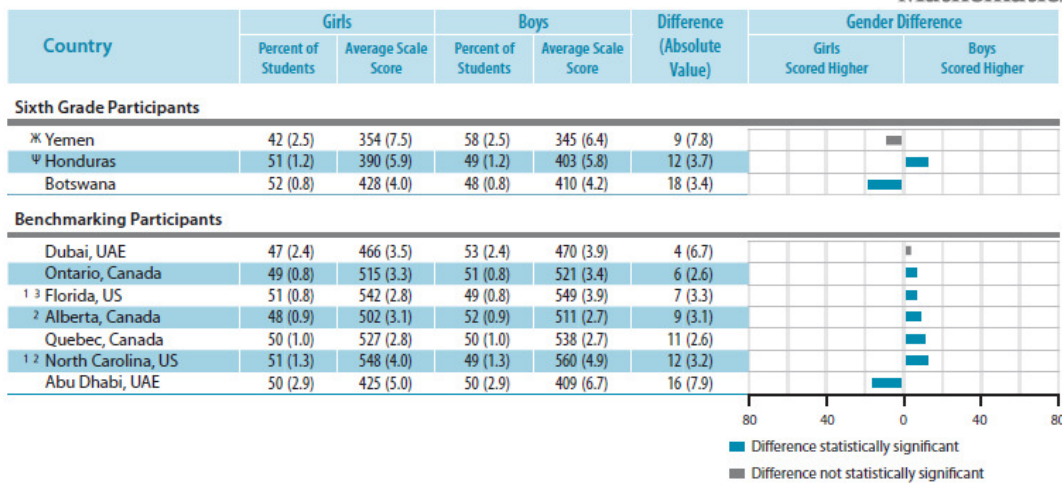 Country Girls Boys Difference (Absolute Value) Gender Difference
Percent of Students Average Scale Score Percent of Students Average Scale Score Girls Scored Higher Boys Scored Higher
Sixth Grade Participants
Ж Yemen 42 (2.5) 354 (7.5) 58 (2.5) 345 (6.4) 9 (7.8)
Ψ Honduras 51 (1.2) 390 (5.9) 49 (1.2) 403 (5.8) 12 (3.7)
Botswana 52 (0.8) 428 (4.0) 48 (0.8) 410 (4.2) 18 (3.4)
Benchmarking Participants
Dubai, UAE 47 (2.4) 466 (3.5) 53 (2.4) 470 (3.9) 4 (6.7)
Ontario, Canada 49 (0.8) 515 (3.3) 51 (0.8) 521 (3.4) 6 (2.6)
1 3 Florida, US 51 (0.8) 542 (2.8) 49 (0.8) 549 (3.9) 7 (3.3)
2 Alberta, Canada 48 (0.9) 502 (3.1) 52 (0.9) 511 (2.7) 9 (3.1)
Quebec, Canada 50 (1.0) 527 (2.8) 50 (1.0) 538 (2.7) 11 (2.6)
1 2 North Carolina, US 51 (1.3) 548 (4.0) 49 (1.3) 560 (4.9) 12 (3.2)
Abu Dhabi, UAE 50 (2.9) 425 (5.0) 50 (2.9) 409 (6.7) 16 (7.9)
80 40 0 40 80
Difference statistically significant
Difference not statistically significant